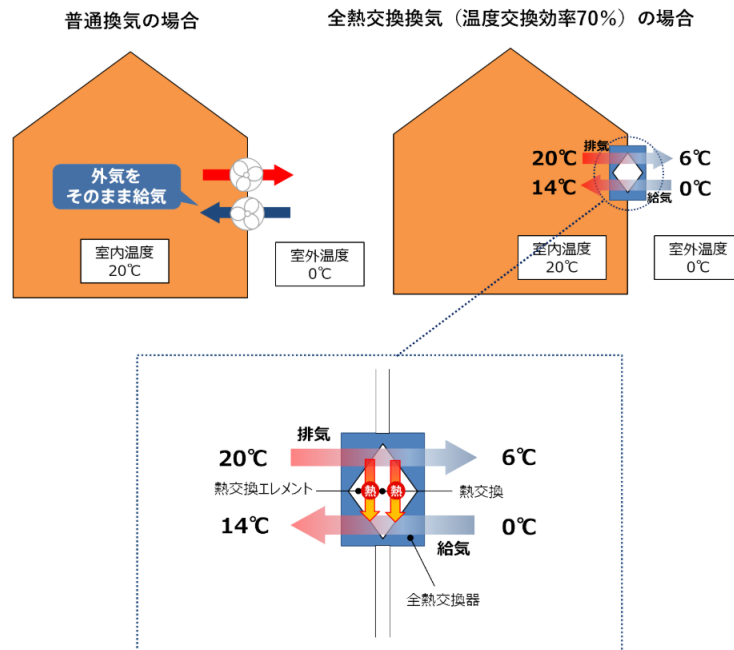 普通換気の場合
全熱交換換気（温度交換効率70%）の場合
外気を
そのまま給気
室内温度
20℃
室外温度
0℃
排気
20℃
6℃
14℃
0℃
給気
室内温度
20℃
室外温度
0℃
排気
20℃
6℃
熱交換エレメント
熱
熱
熱交換
14℃
0℃
給気
全熱交換器